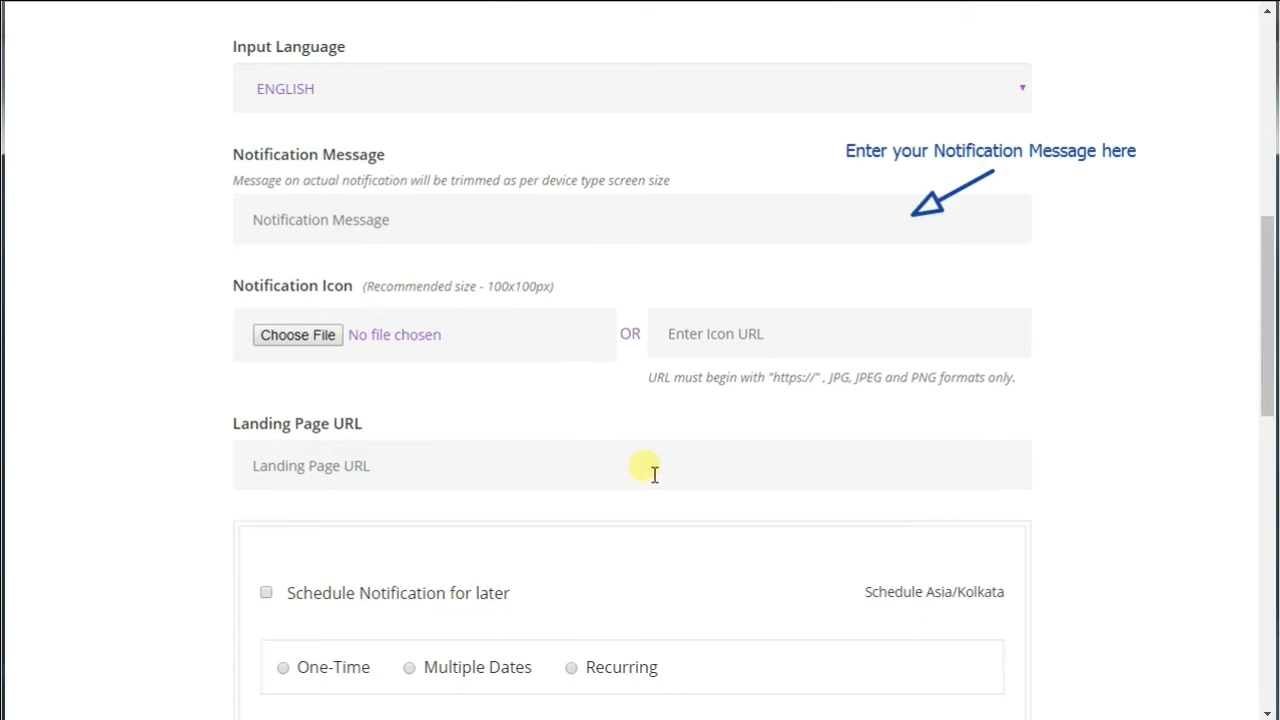 Input Language
ENGLISH
Enter your Notification Message here
Notification Message
Message on actual notification will be trimmed as per device type screen size
Notification Message
Notification Icon (Recommended size - 100x100px)
Choose File No file chosen OR Enter Icon URL
URL must begin with "https://" , JPG, JPEG and PNG formats only.
Landing Page URL
Landing Page URL
Schedule Notification for later Schedule Asia/Kolkata
One-Time Multiple Dates Recurring